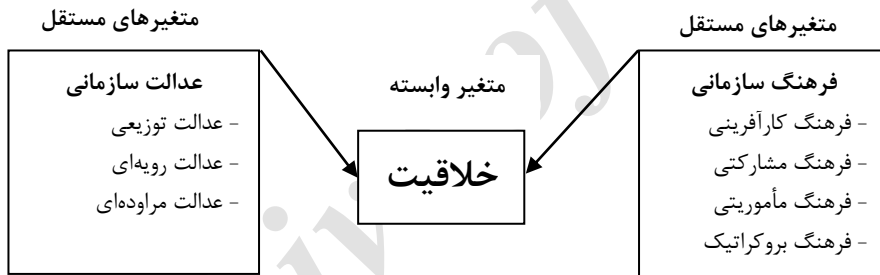 متغیرهای مستقل
فرهنگ سازمانی
- فرهنگ کارآفرینی
- فرهنگ مشارکتی
- فرهنگ مأموریتی
- فرهنگ بروکراتیک
متغیر وابسته
خلاقیت
متغیرهای مستقل
عدالت سازمانی
- عدالت توزیعی
- عدالت رویه‌ای
- عدالت مراوده‌ای